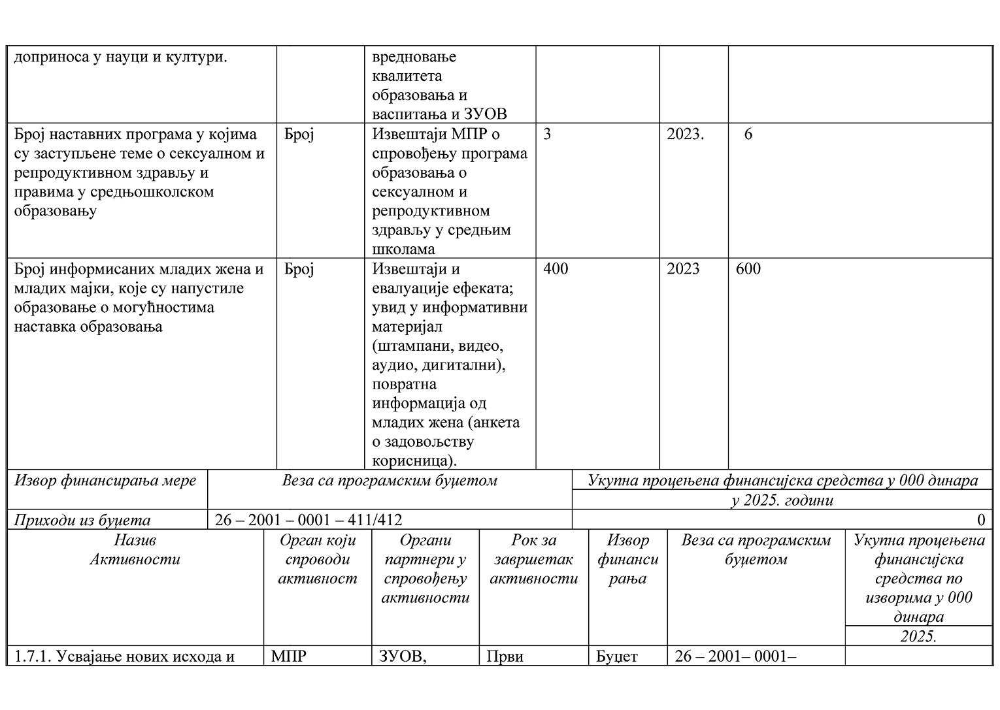 доприноса у науци и култури.
вредновање
квалитета
образовања и
васпитања и ЗУОВ
Број наставних програма у којима
су заступљене теме о сексуалном и
репродуктивном здрављу и
правима у средњошколском
образовању
Број
Извештаји МПР о
спровођењу програма
образовања о
сексуалном и
репродуктивном
здрављу у средњим
школама
3
2023.
6
Број информисаних младих жена и
младих мајки, које су напустиле
образовање о могућностима
наставка образовања
Број
Извештаји и
евалуације ефеката;
увид у информативни
материјал
(штампани, видео,
аудио, дигитални),
повратна
информација од
младих жена (анкета
о задовољству
корисница).
400
2023
600
Извор финансирања мере
Веза са програмским буџетом
Укупна процењена финансијска средства у 000 динара
у 2025. години
Приходи из буџета
26 – 2001 – 0001 – 411/412
0
Назив
Активности
Орган који
спроводи
активност
Органи
партнери у
спровођењу
активности
Рок за
завршетак
активности
Извор
финанси
рања
Веза са програмским
буџетом
Укупна процењена
финансијска
средства по
изворима у 000
динара
2025.
1.7.1. Усвајање нових исхода и
МПР
ЗУОВ,
Први
Буџет
26 – 2001– 0001–